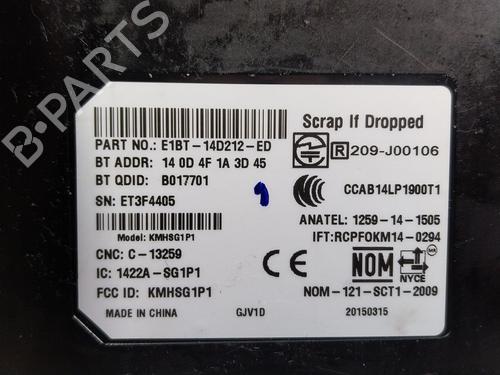 B-PARTS
Scrap If Dropped
PART NO.: E1BT-14D212-ED
BT ADDR: 14 0D 4F 1A 3D 45
BT QDID: B017701
SN: ET3F4405
Model: KMHSG1P1
CNC: C-13259
IC: 1422A-SG1P1
FCC ID: KMHSG1P1
MADE IN CHINA
GJV1D
R 209-J00106
CCAB14LP1900T1
ANATEL: 1259-14-1505
IFT:RCPFOKM14-0294
CE
NOM
NYCE
NOM-121-SCT1-2009
20150315
1